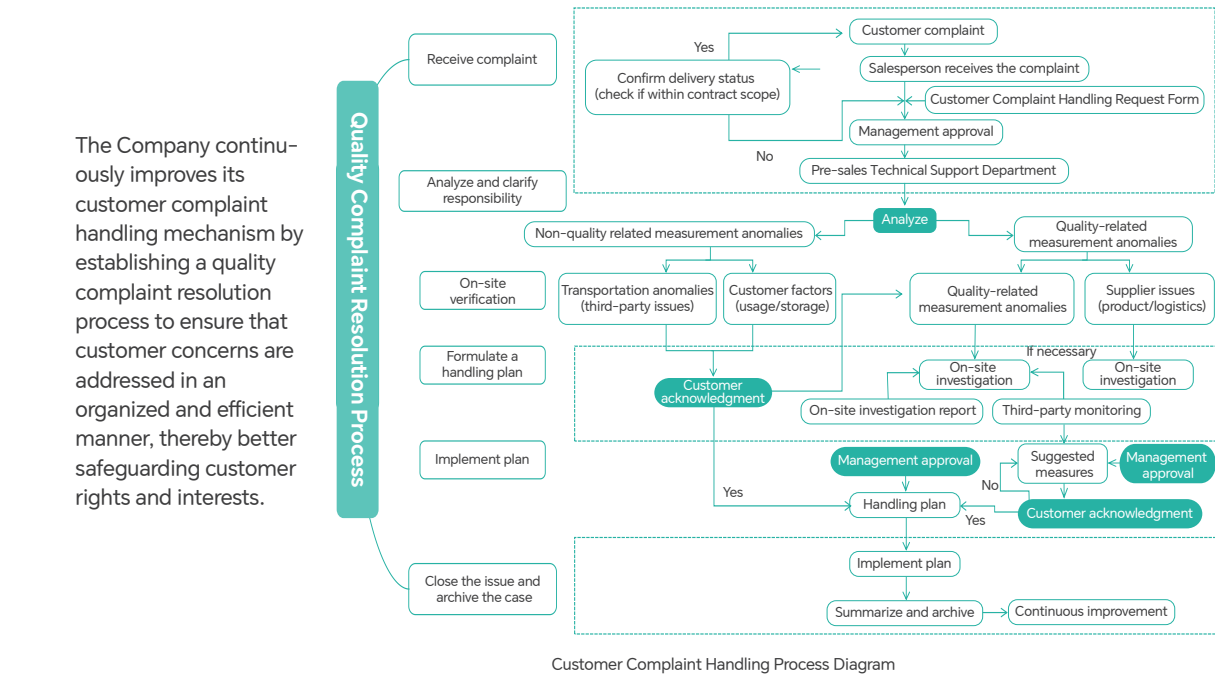 The Company continu-
ously improves its
customer complaint
handling mechanism by
establishing a quality
complaint resolution
process to ensure that
customer concerns are
addressed in an
organized and efficient
manner, thereby better
safeguarding customer
rights and interests.
Quality Complaint Resolution Process
Receive complaint
Analyze and clarify
responsibility
On-site
verification
Formulate a
handling plan
Implement plan
Close the issue and
archive the case
Customer complaint
Yes
Salesperson receives the complaint
Confirm delivery status
(check if within contract scope)
Customer Complaint Handling Request Form
Management approval
No
Pre-sales Technical Support Department
Analyze
Non-quality related measurement anomalies
Quality-related
measurement anomalies
Transportation anomalies
(third-party issues)
Customer factors
(usage/storage)
Quality-related
measurement anomalies
Supplier issues
(product/logistics)
If necessary
On-site
investigation
On-site
investigation
Customer
acknowledgment
On-site investigation report
Third-party monitoring
Management approval
Suggested
measures
Management
approval
No
Yes
Handling plan
Yes
Customer acknowledgment
Implement plan
Summarize and archive
Continuous improvement
Customer Complaint Handling Process Diagram